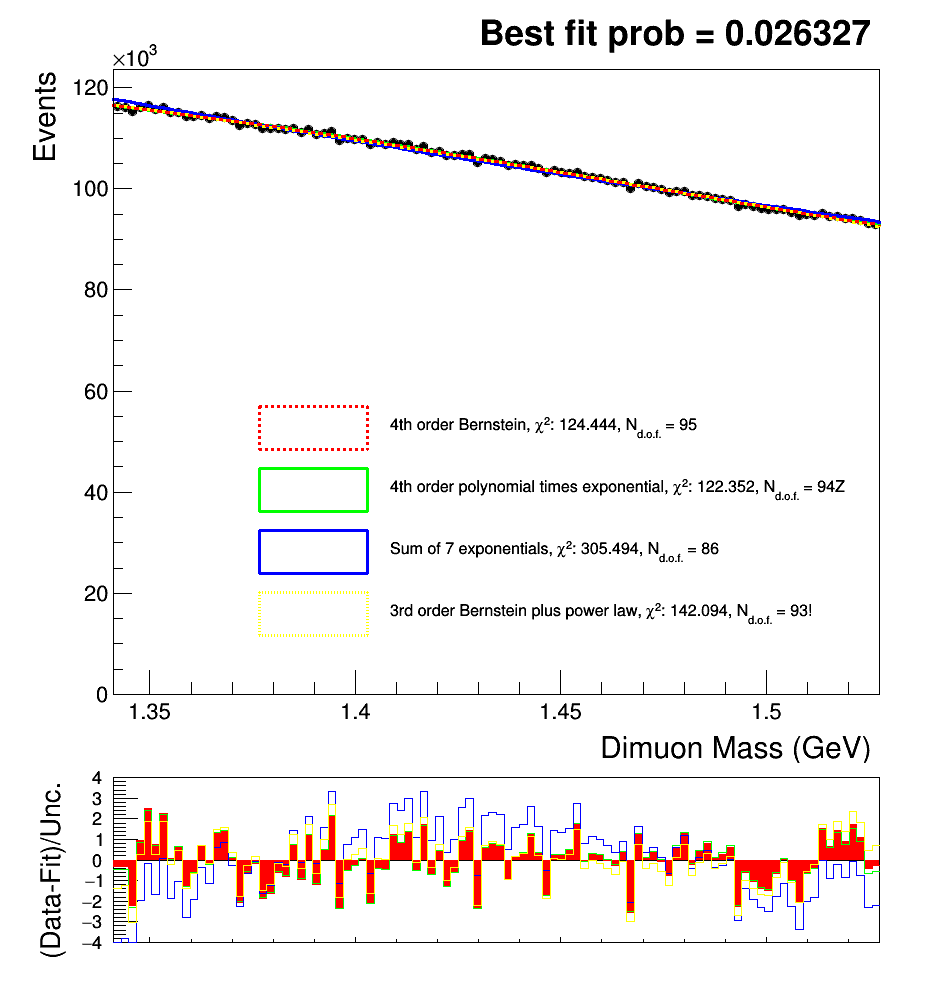 Best fit prob = 0.026327
×10³
Events
120
100
80
60
40
20
0
4th order Bernstein, χ²: 124.444, N_d.o.f. = 95
4th order polynomial times exponential, χ²: 122.352, N_d.o.f. = 94Z
Sum of 7 exponentials, χ²: 305.494, N_d.o.f. = 86
3rd order Bernstein plus power law, χ²: 142.094, N_d.o.f. = 93!
1.35 1.4 1.45 1.5
Dimuon Mass (GeV)
(Data-Fit)/Unc.
4
3
2
1
0
−1
−2
−3
−4